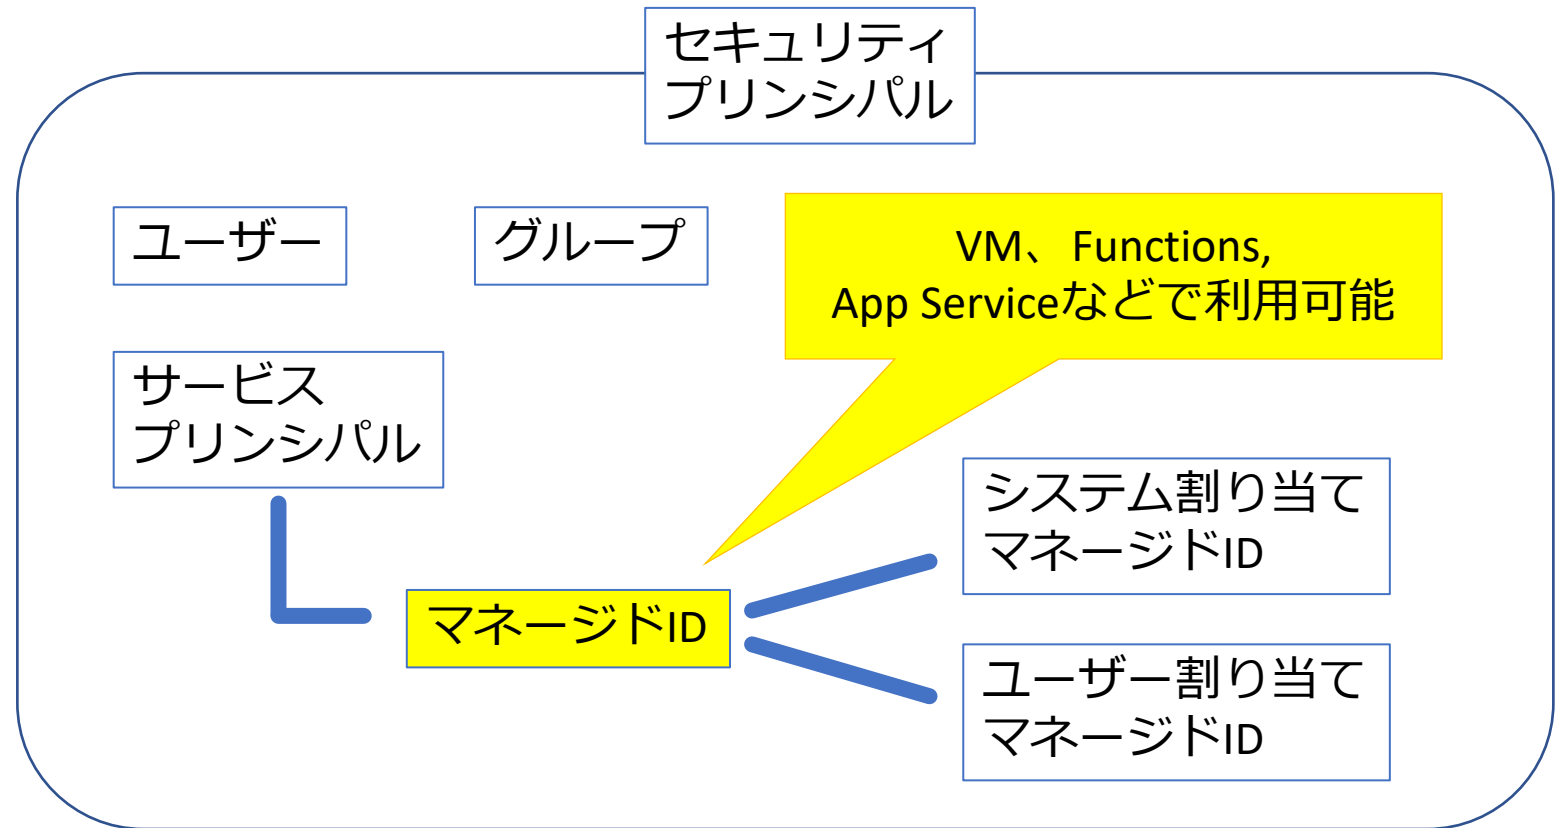 セキュリティ
プリンシパル
ユーザー
グループ
VM、Functions,
App Serviceなどで利用可能
サービス
プリンシパル
システム割り当て
マネージドID
マネージドID
ユーザー割り当て
マネージドID